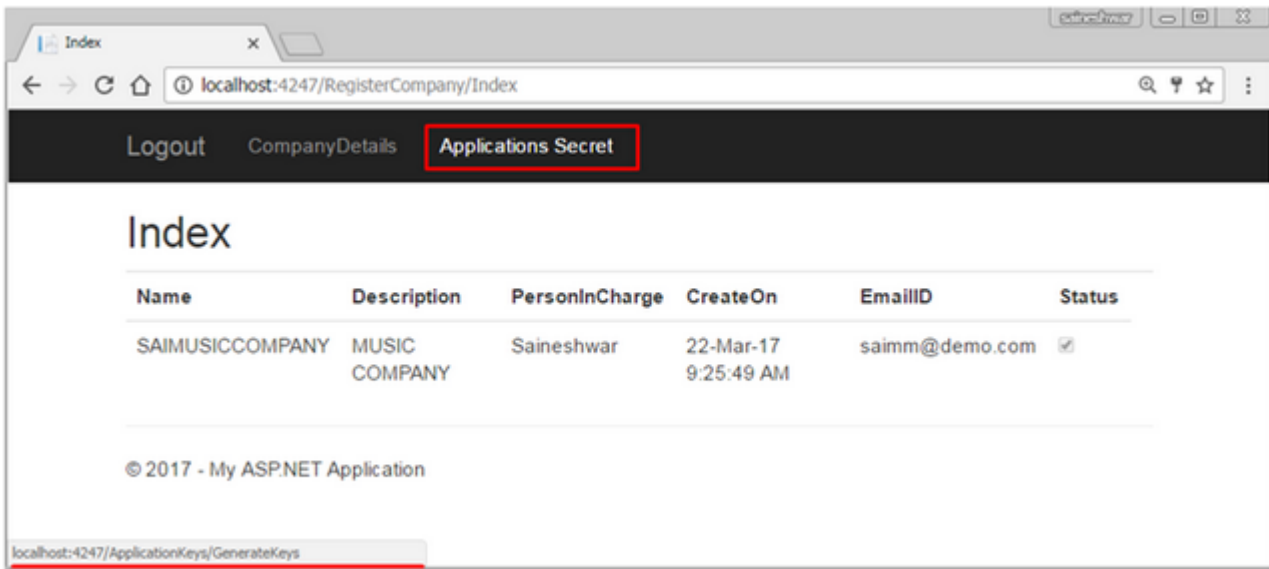 saineshwar
Index
localhost:4247/RegisterCompany/Index
Logout CompanyDetails Applications Secret
Index
Name Description PersonInCharge CreateOn EmailID Status
SAIMUSICCOMPANY MUSIC Saineshwar 22-Mar-17 saimm@demo.com
COMPANY 9:25:49 AM
© 2017 - My ASP.NET Application
localhost:4247/ApplicationKeys/GenerateKeys